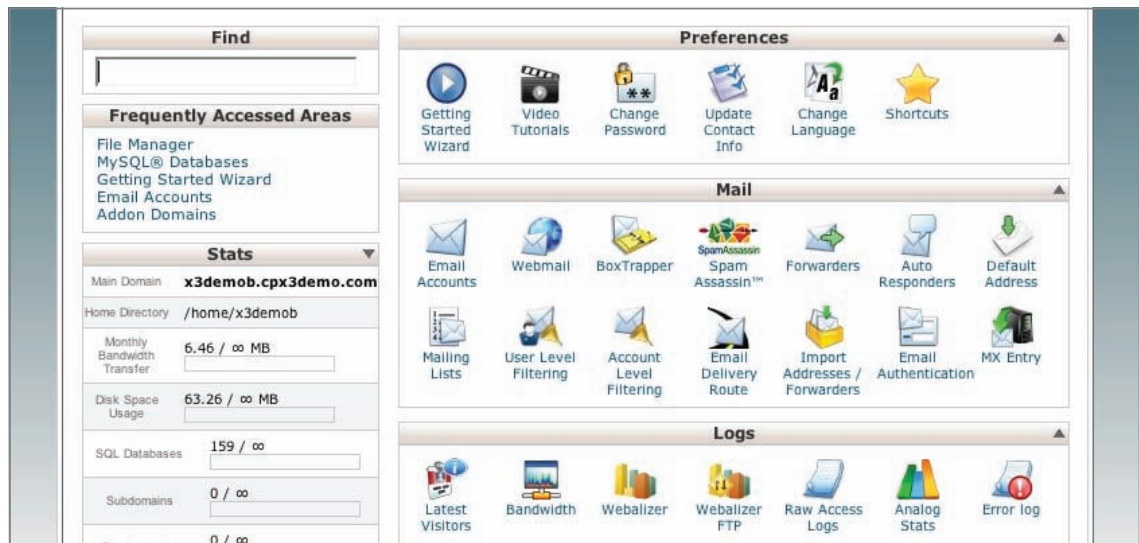 Find
Frequently Accessed Areas
File Manager
MySQL® Databases
Getting Started Wizard
Email Accounts
Addon Domains
Stats
Main Domain x3demob.cpx3demo.com
Home Directory /home/x3demob
Monthly
Bandwidth
Transfer
6.46 / ∞ MB
Disk Space
Usage
63.26 / ∞ MB
SQL Databases
159 / ∞
Subdomains
0 / ∞
0 / ∞
Preferences
Getting
Started
Wizard
Video
Tutorials
Change
Password
Update
Contact
Info
Change
Language
Shortcuts
Mail
Email
Accounts
Webmail
BoxTrapper
SpamAssassin
Spam
Assassin™
Forwarders
Auto
Responders
Default
Address
Mailing
Lists
User Level
Filtering
Account
Level
Filtering
Email
Delivery
Route
Import
Addresses /
Forwarders
Email
Authentication
MX Entry
Logs
Latest
Visitors
Bandwidth
Webalizer
Webalizer
FTP
Raw Access
Logs
Analog
Stats
Error log